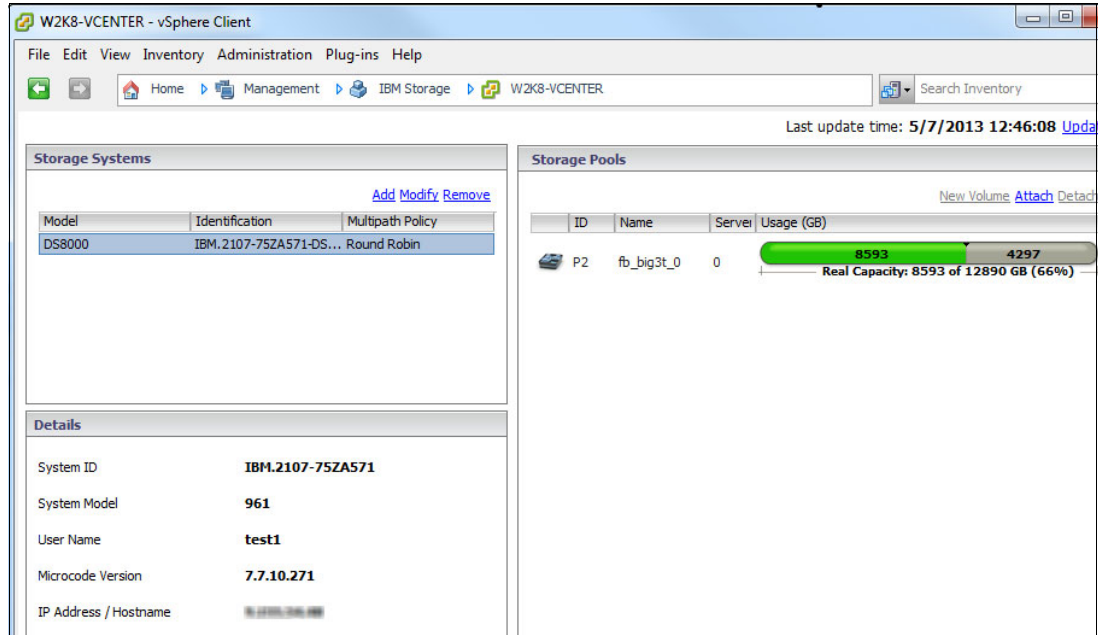 W2K8-VCENTER - vSphere Client
File Edit View Inventory Administration Plug-ins Help
Home Management IBM Storage W2K8-VCENTER Search Inventory
Last update time: 5/7/2013 12:46:08 Upda
Storage Systems
Add Modify Remove
Model Identification Multipath Policy
DS8000 IBM.2107-75ZA571-DS... Round Robin
Storage Pools
New Volume Attach Detach
ID Name Server Usage (GB)
P2 fb_big3t_0 0 8593 4297
Real Capacity: 8593 of 12890 GB (66%)
Details
System ID IBM.2107-75ZA571
System Model 961
User Name test1
Microcode Version 7.7.10.271
IP Address / Hostname